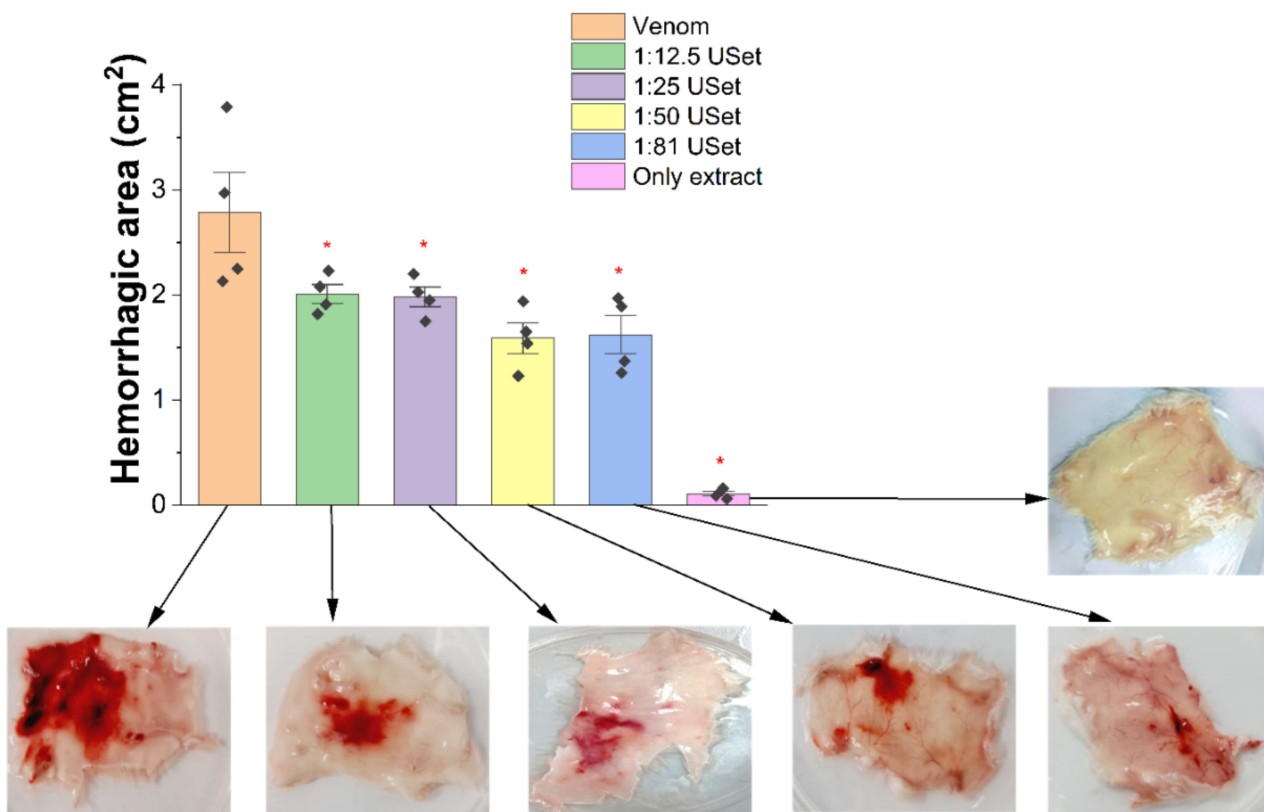 Venom
1:12.5 USet
1:25 USet
1:50 USet
1:81 USet
Only extract
Hemorrhagic area (cm²)
4
3
2
1
0
*
*
*
*
*